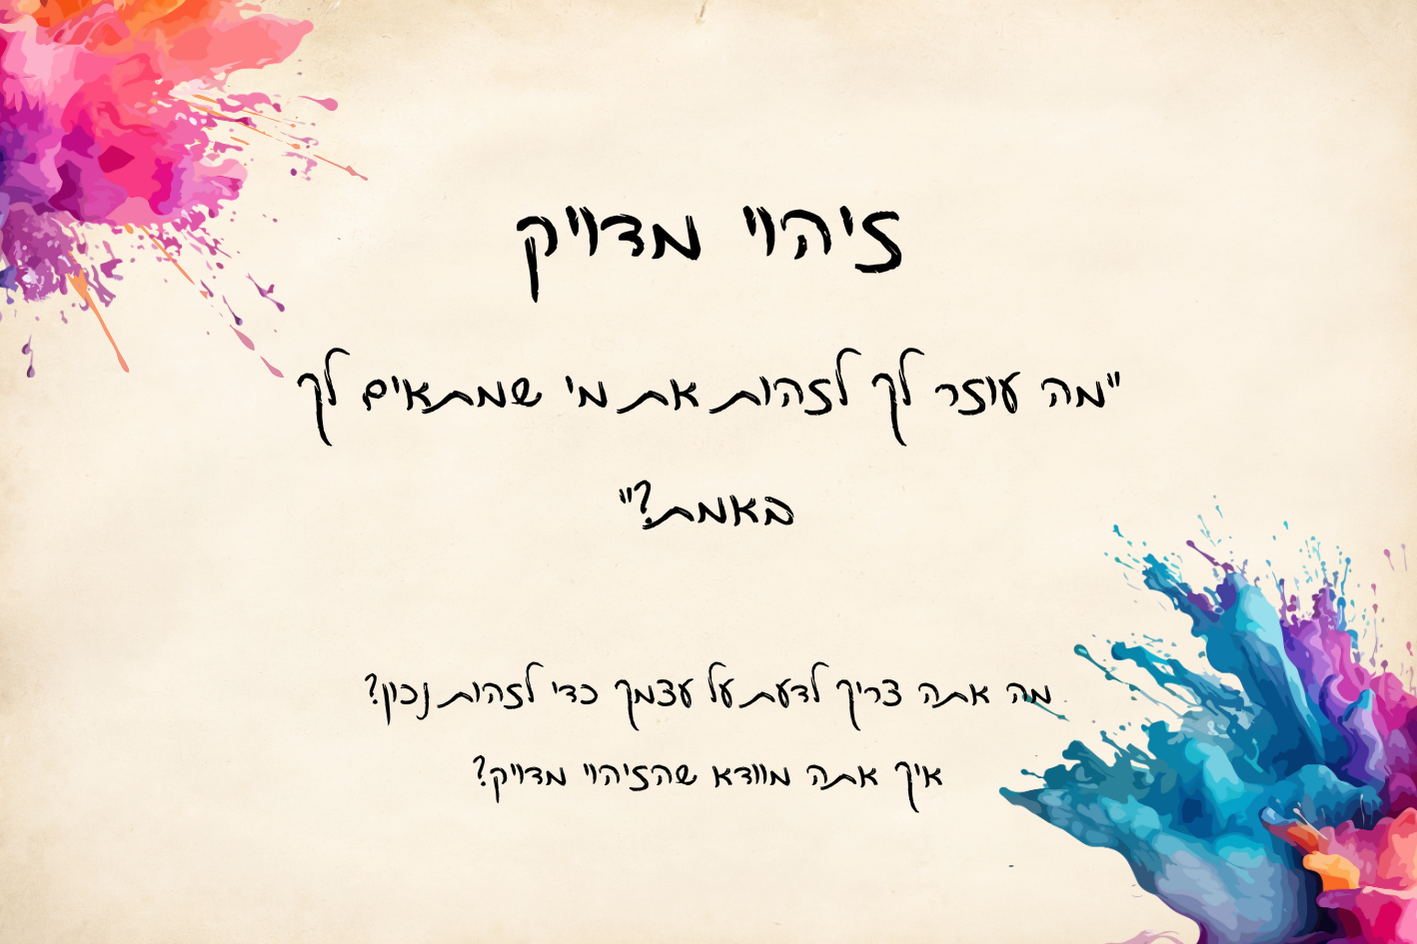 זיהוי מדויק
"מה עוזר לך לזהות את מי שמתאים לך
באמת?"
מה אתה צריך לדעת על עצמך כדי לזהות נכון?
איך אתה מוודא שהזיהוי מדויק?